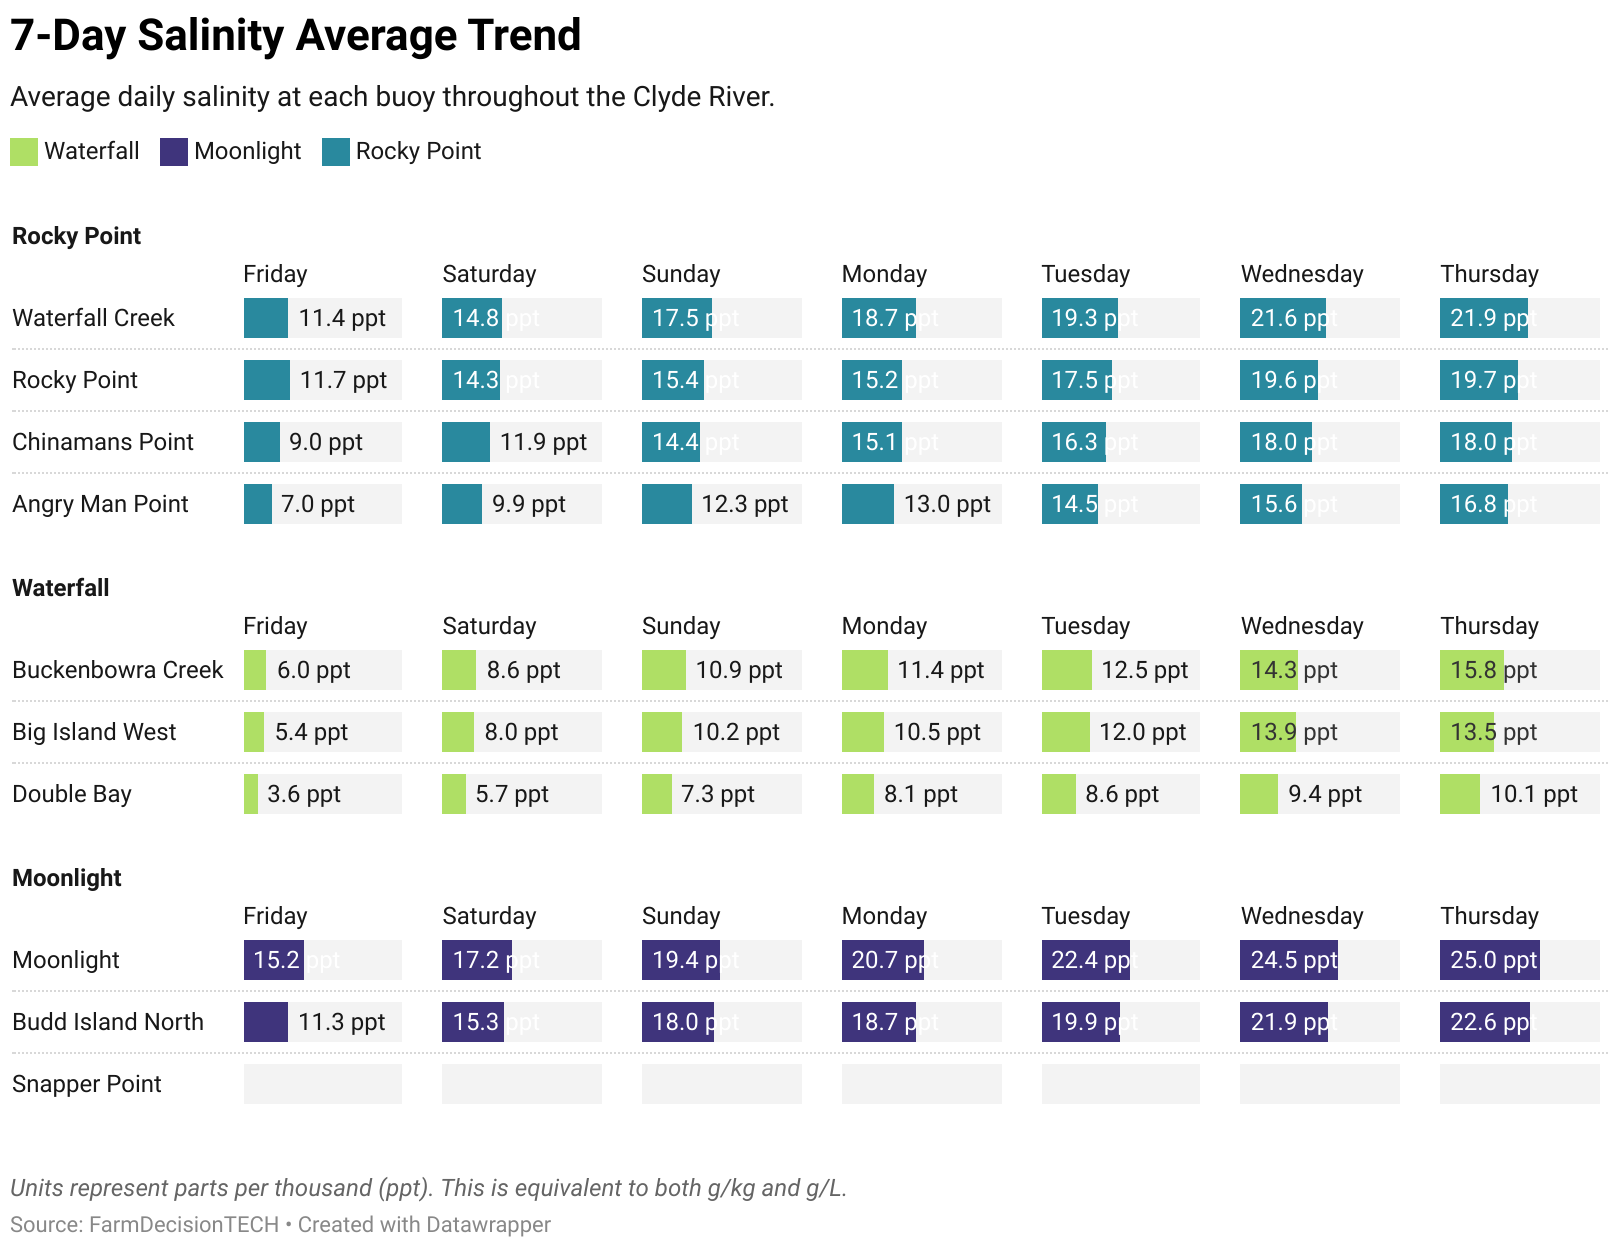 7-Day Salinity Average Trend
Average daily salinity at each buoy throughout the Clyde River.
Waterfall Moonlight Rocky Point
Rocky Point
Friday Saturday Sunday Monday Tuesday Wednesday Thursday
Waterfall Creek 11.4 ppt 14.8 ppt 17.5 ppt 18.7 ppt 19.3 ppt 21.6 ppt 21.9 ppt
Rocky Point 11.7 ppt 14.3 ppt 15.4 ppt 15.2 ppt 17.5 ppt 19.6 ppt 19.7 ppt
Chinamans Point 9.0 ppt 11.9 ppt 14.4 ppt 15.1 ppt 16.3 ppt 18.0 ppt 18.0 ppt
Angry Man Point 7.0 ppt 9.9 ppt 12.3 ppt 13.0 ppt 14.5 ppt 15.6 ppt 16.8 ppt
Waterfall
Friday Saturday Sunday Monday Tuesday Wednesday Thursday
Buckenbowra Creek 6.0 ppt 8.6 ppt 10.9 ppt 11.4 ppt 12.5 ppt 14.3 ppt 15.8 ppt
Big Island West 5.4 ppt 8.0 ppt 10.2 ppt 10.5 ppt 12.0 ppt 13.9 ppt 13.5 ppt
Double Bay 3.6 ppt 5.7 ppt 7.3 ppt 8.1 ppt 8.6 ppt 9.4 ppt 10.1 ppt
Moonlight
Friday Saturday Sunday Monday Tuesday Wednesday Thursday
Moonlight 15.2 ppt 17.2 ppt 19.4 ppt 20.7 ppt 22.4 ppt 24.5 ppt 25.0 ppt
Budd Island North 11.3 ppt 15.3 ppt 18.0 ppt 18.7 ppt 19.9 ppt 21.9 ppt 22.6 ppt
Snapper Point
Units represent parts per thousand (ppt). This is equivalent to both g/kg and g/L.
Source: FarmDecisionTECH • Created with Datawrapper